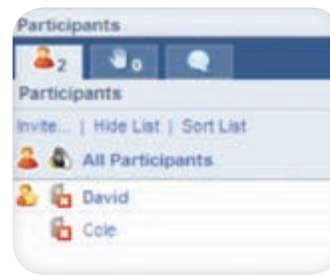 Participants
2 0
Participants
Invite... | Hide List | Sort List
All Participants
David
Cole